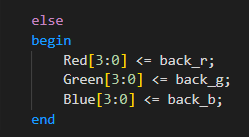 else
begin
Red[3:0] <= back_r;
Green[3:0] <= back_g;
Blue[3:0] <= back_b;
end